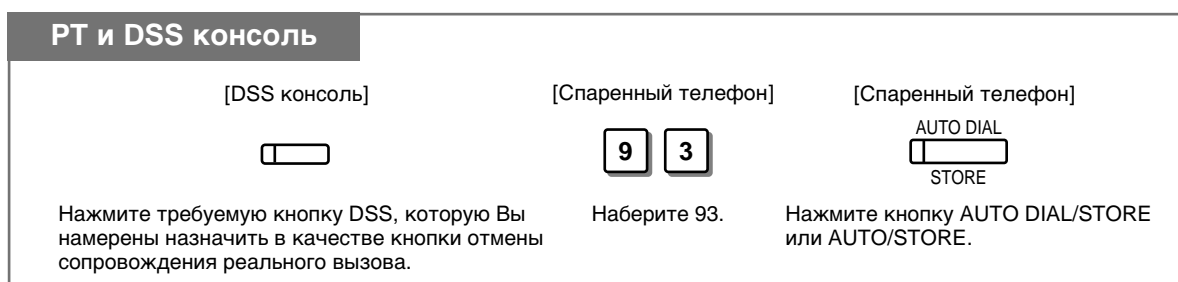 PT и DSS консоль
[DSS консоль]
[Спаренный телефон]
[Спаренный телефон]
9 3
AUTO DIAL
STORE
Нажмите требуемую кнопку DSS, которую Вы
намерены назначить в качестве кнопки отмены
сопровождения реального вызова.
Наберите 93.
Нажмите кнопку AUTO DIAL/STORE
или AUTO/STORE.